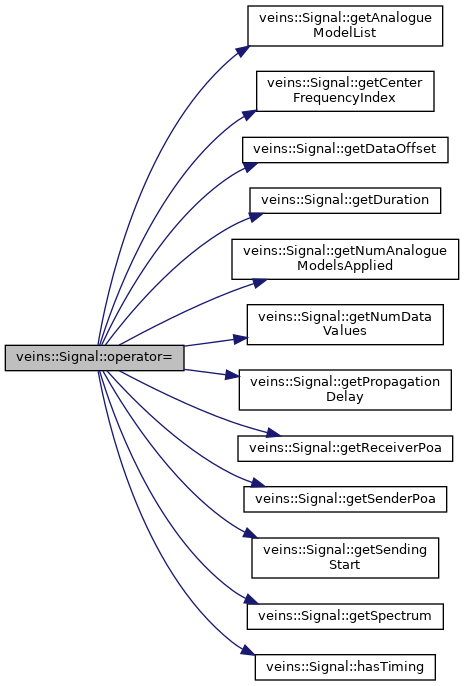 veins::Signal::getAnalogue
ModelList
veins::Signal::getCenter
FrequencyIndex
veins::Signal::getDataOffset
veins::Signal::getDuration
veins::Signal::getNumAnalogue
ModelsApplied
veins::Signal::getNumData
Values
veins::Signal::operator=
veins::Signal::getPropagation
Delay
veins::Signal::getReceiverPoa
veins::Signal::getSenderPoa
veins::Signal::getSending
Start
veins::Signal::getSpectrum
veins::Signal::hasTiming